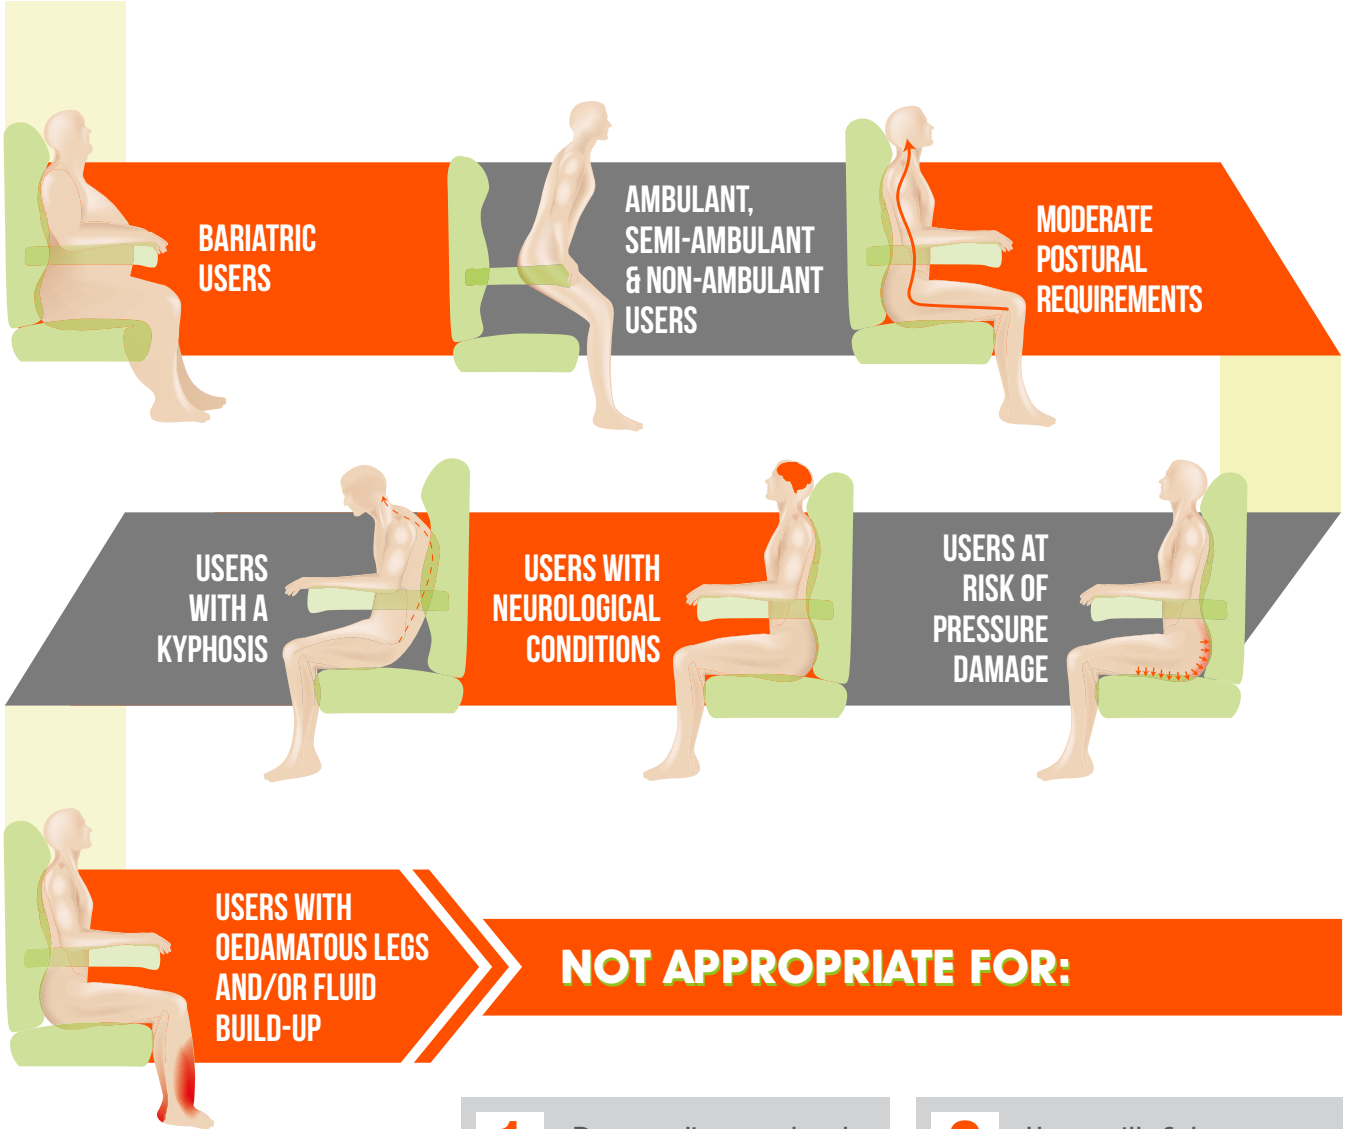 BARIATRIC
USERS
AMBULANT,
SEMI-AMBULANT
& NON-AMBULANT
USERS
MODERATE
POSTURAL
REQUIREMENTS
USERS
WITH A
KYPHOSIS
USERS WITH
NEUROLOGICAL
CONDITIONS
USERS AT
RISK OF
PRESSURE
DAMAGE
USERS WITH
OEDAMATOUS LEGS
AND/OR FLUID
BUILD-UP
NOT APPROPRIATE FOR: